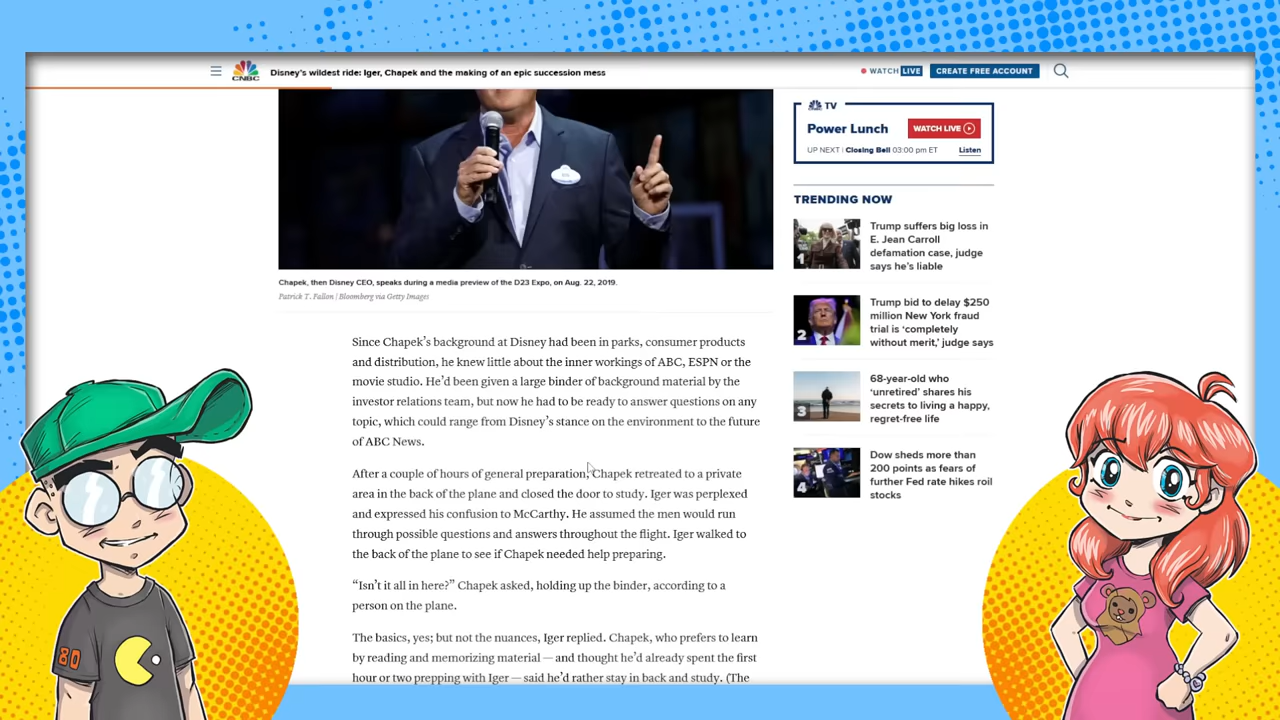 CNBC
Disney's wildest ride: Iger, Chapek and the making of an epic succession mess
WATCH LIVE
CREATE FREE ACCOUNT
TV
Power Lunch
WATCH LIVE
UP NEXT | Closing Bell 03:00 pm ET
Listen
TRENDING NOW
1
Trump suffers big loss in
E. Jean Carroll
defamation case, judge
says he's liable
2
Trump bid to delay $250
million New York fraud
trial is ‘completely
without merit,’ judge says
3
68-year-old who
‘unretired’ shares his
secrets to living a happy,
regret-free life
4
Dow sheds more than
200 points as fears of
further Fed rate hikes roil
stocks
Chapek, then Disney CEO, speaks during a media preview of the D23 Expo, on Aug. 22, 2019.
Patrick T. Fallon | Bloomberg via Getty Images
Since Chapek’s background at Disney had been in parks, consumer products
and distribution, he knew little about the inner workings of ABC, ESPN or the
movie studio. He’d been given a large binder of background material by the
investor relations team, but now he had to be ready to answer questions on any
topic, which could range from Disney’s stance on the environment to the future
of ABC News.
After a couple of hours of general preparation, Chapek retreated to a private
area in the back of the plane and closed the door to study. Iger was perplexed
and expressed his confusion to McCarthy. He assumed the men would run
through possible questions and answers throughout the flight. Iger walked to
the back of the plane to see if Chapek needed help preparing.
“Isn’t it all in here?” Chapek asked, holding up the binder, according to a
person on the plane.
The basics, yes; but not the nuances, Iger replied. Chapek, who prefers to learn
by reading and memorizing material — and thought he’d already spent the first
hour or two prepping with Iger — said he’d rather stay in back and study. (The
80